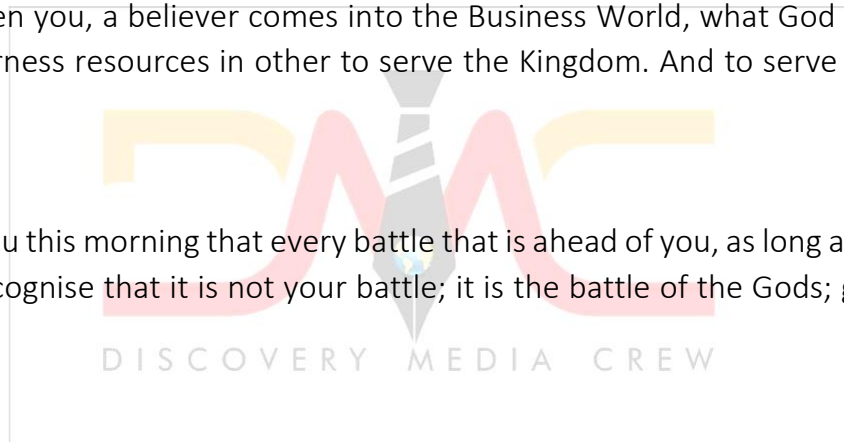 en you, a believer comes into the Business World, what God
rness resources in other to serve the Kingdom. And to serve
u this morning that every battle that is ahead of you, as long a
cognise that it is not your battle; it is the battle of the Gods; g
DMC
DISCOVERY MEDIA CREW